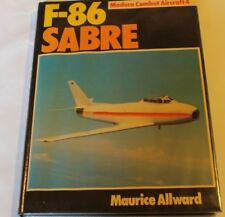 F-86
Modern Combat Aircraft 4
SABRE
Maurice Allward